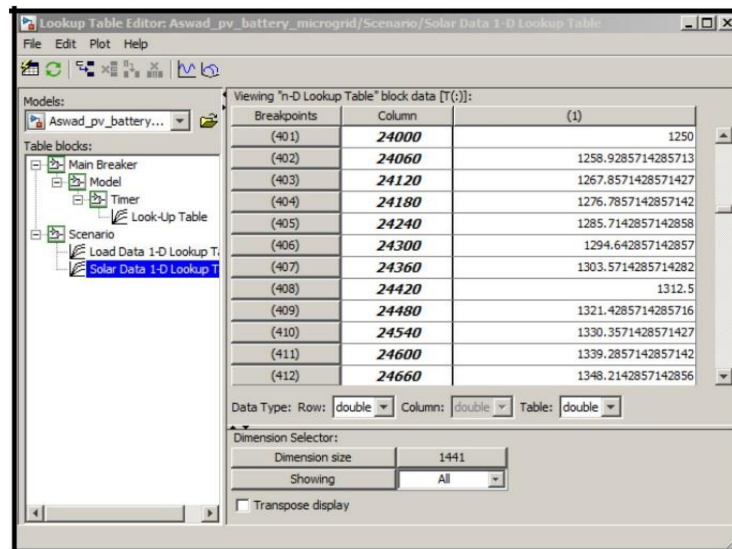 Lookup Table Editor: Aswad_pv_battery_microgrid/Scenario/Solar Data 1-D Lookup Table
File Edit Plot Help
Models:
Aswad_pv_battery...
Table blocks:
Main Breaker
Model
Timer
Look-Up Table
Scenario
Load Data 1-D Lookup T
Solar Data 1-D Lookup T
Viewing "n-D Lookup Table" block data [T(:)]:
Breakpoints Column (1)
(401) 24000 1250
(402) 24060 1258.9285714285713
(403) 24120 1267.8571428571427
(404) 24180 1276.7857142857142
(405) 24240 1285.7142857142858
(406) 24300 1294.642857142857
(407) 24360 1303.5714285714282
(408) 24420 1312.5
(409) 24480 1321.4285714285716
(410) 24540 1330.3571428571427
(411) 24600 1339.2857142857142
(412) 24660 1348.2142857142856
Data Type: Row: double Column: double Table: double
Dimension Selector:
Dimension size 1441
Showing All
Transpose display